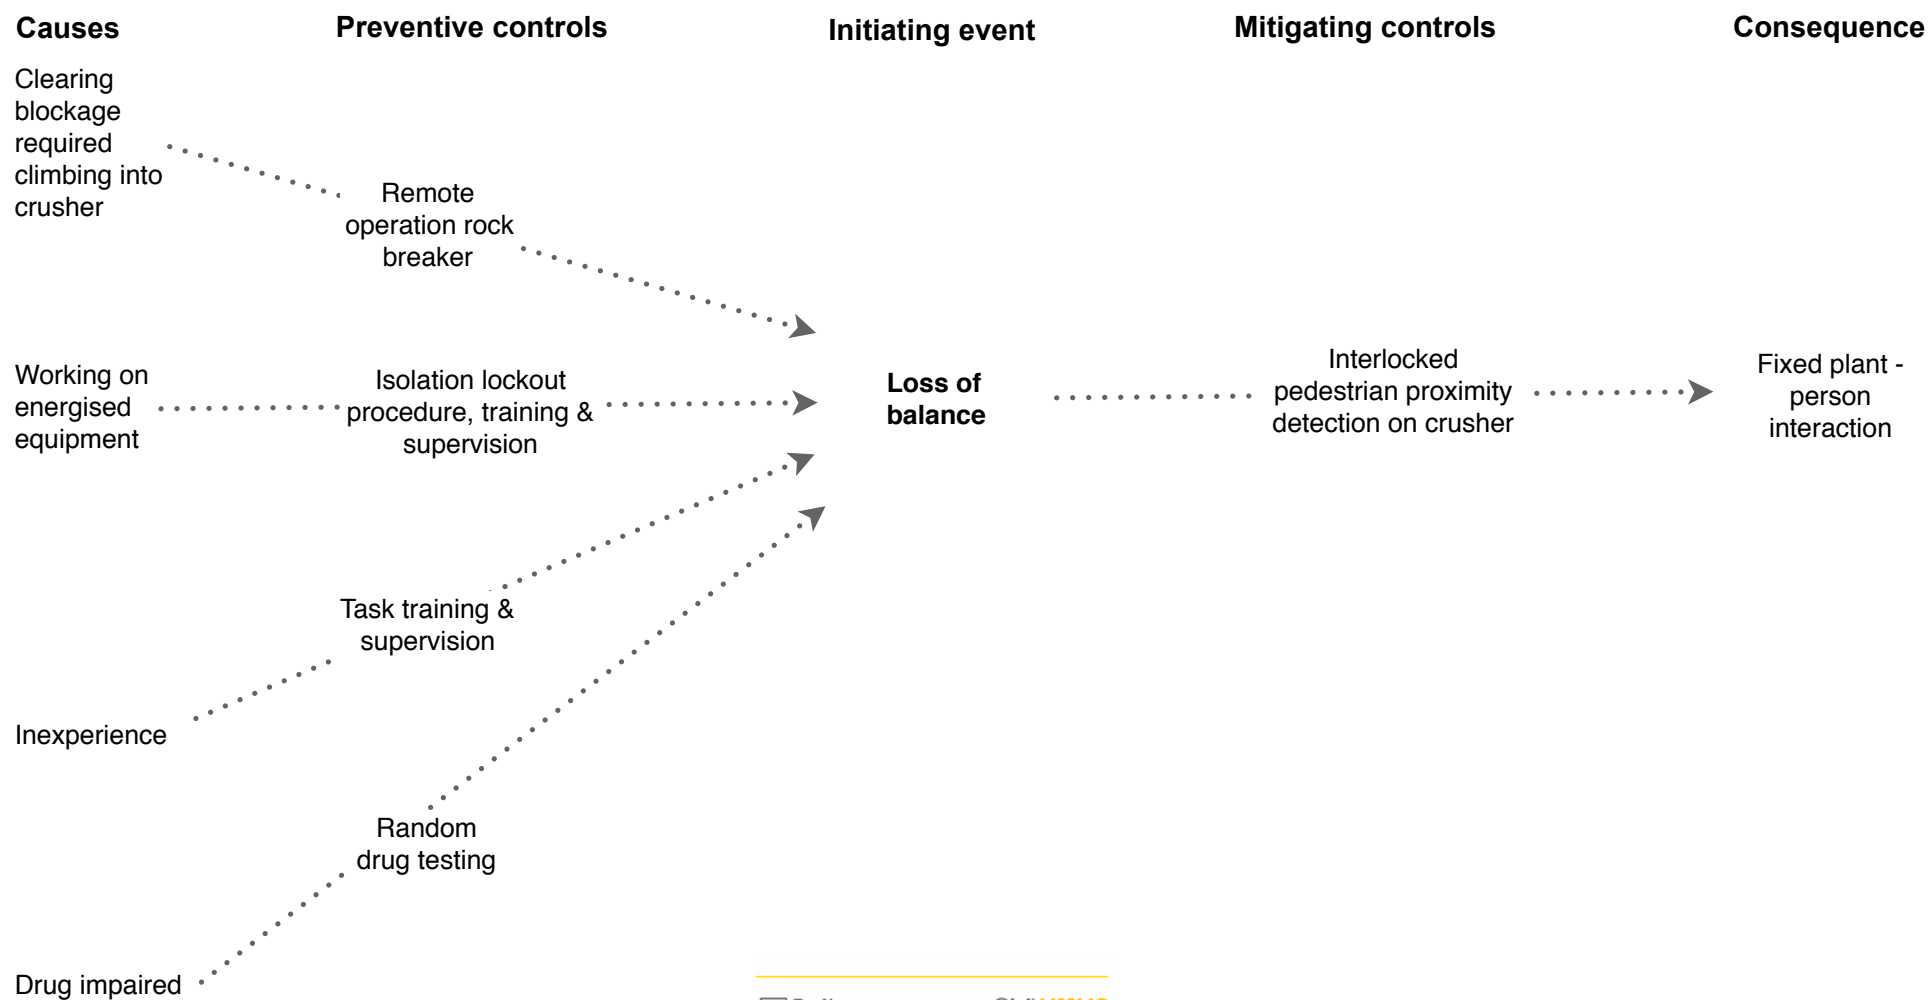 Causes
Preventive controls
Initiating event
Mitigating controls
Consequence
Clearing
blockage
required
climbing into
crusher
Remote
operation rock
breaker
Working on
energised
equipment
Isolation lockout
procedure, training &
supervision
Loss of
balance
Interlocked
pedestrian proximity
detection on crusher
Fixed plant -
person
interaction
Task training &
supervision
Inexperience
Random
drug testing
Drug impaired